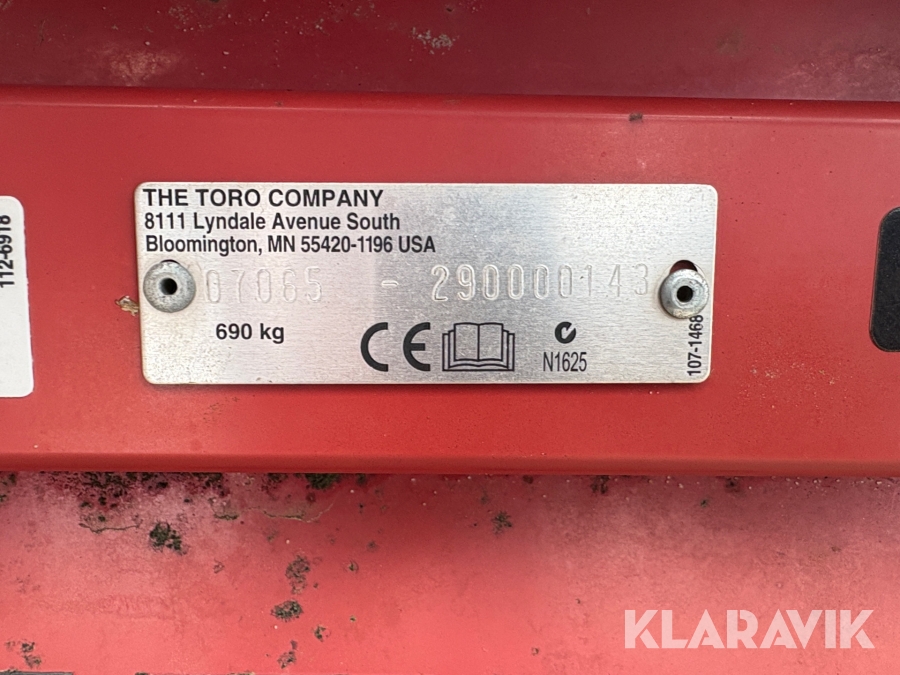 THE TORO COMPANY
8111 Lyndale Avenue South
Bloomington, MN 55420-1196 USA
07065 - 290000143
690 kg
CE
N1625
107-1468
112-6918
KLARAVIK